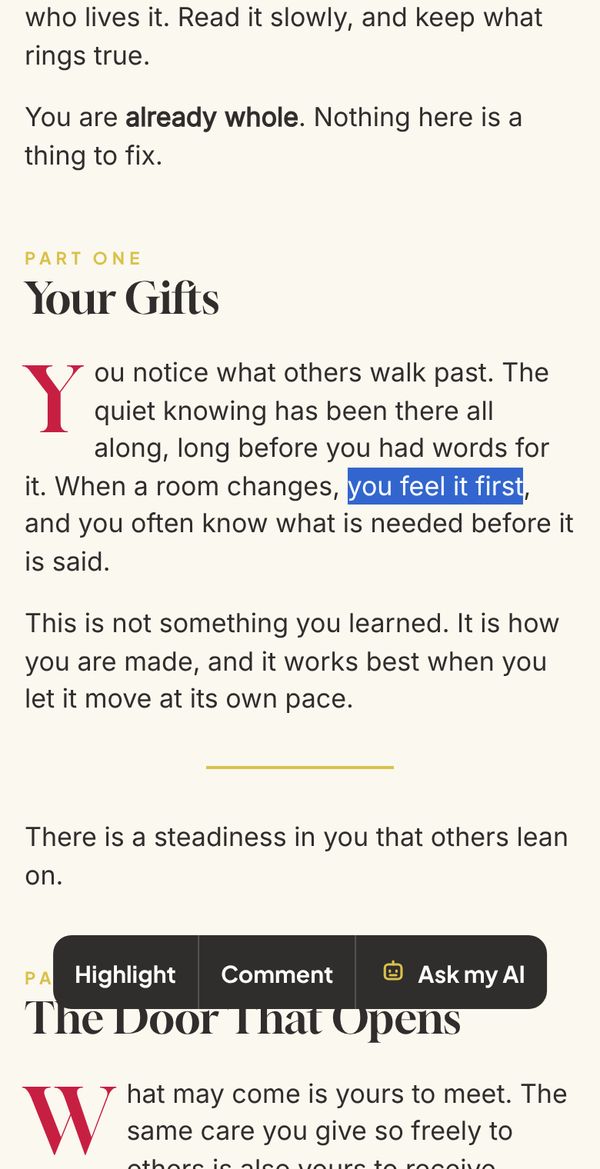 who lives it. Read it slowly, and keep what
rings true.
You are already whole. Nothing here is a
thing to fix.
PART ONE
Your Gifts
You notice what others walk past. The
quiet knowing has been there all
along, long before you had words for
it. When a room changes, you feel it first,
and you often know what is needed before it
is said.
This is not something you learned. It is how
you are made, and it works best when you
let it move at its own pace.
There is a steadiness in you that others lean
on.
Highlight
Comment
Ask my AI
The Door That Opens
What may come is yours to meet. The
same care you give so freely to
others is also yours to receive